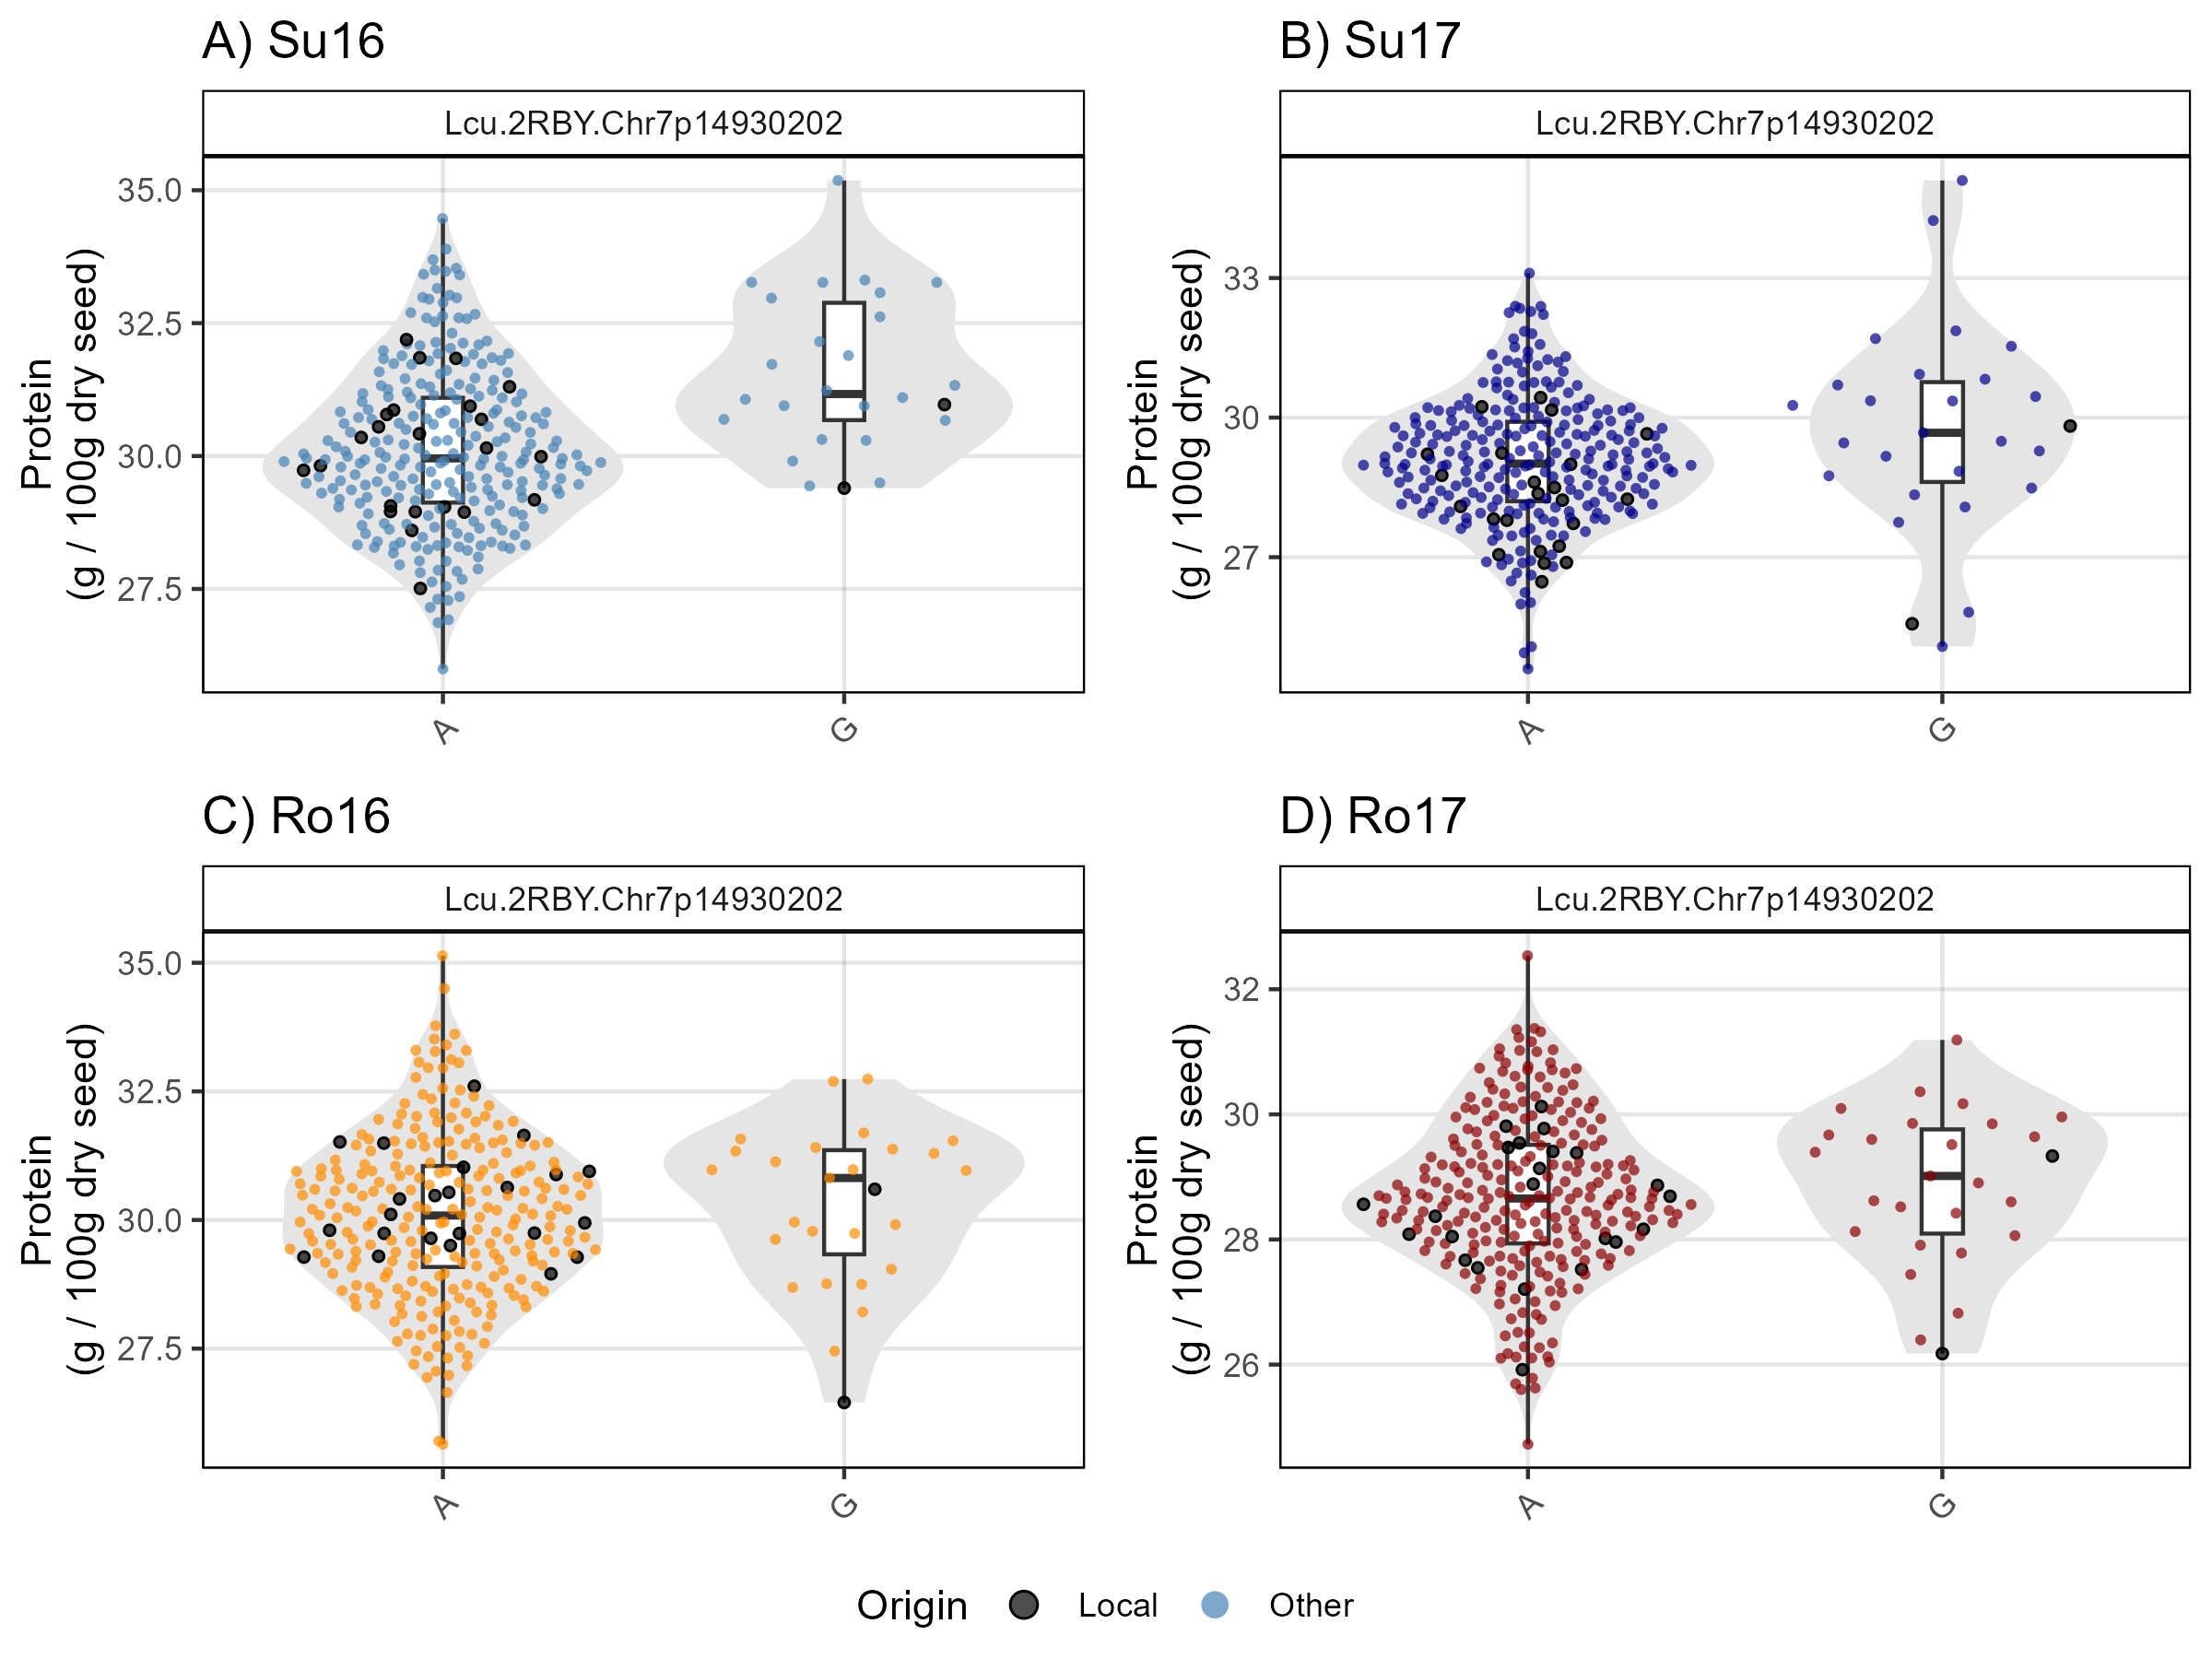 A) Su16
Lcu.2RBY.Chr7p14930202
Protein
(g / 100g dry seed)
35.0
32.5
30.0
27.5
A
G
B) Su17
Lcu.2RBY.Chr7p14930202
Protein
(g / 100g dry seed)
33
30
27
A
G
C) Ro16
Lcu.2RBY.Chr7p14930202
Protein
(g / 100g dry seed)
35.0
32.5
30.0
27.5
A
G
D) Ro17
Lcu.2RBY.Chr7p14930202
Protein
(g / 100g dry seed)
32
30
28
26
A
G
Origin Local Other